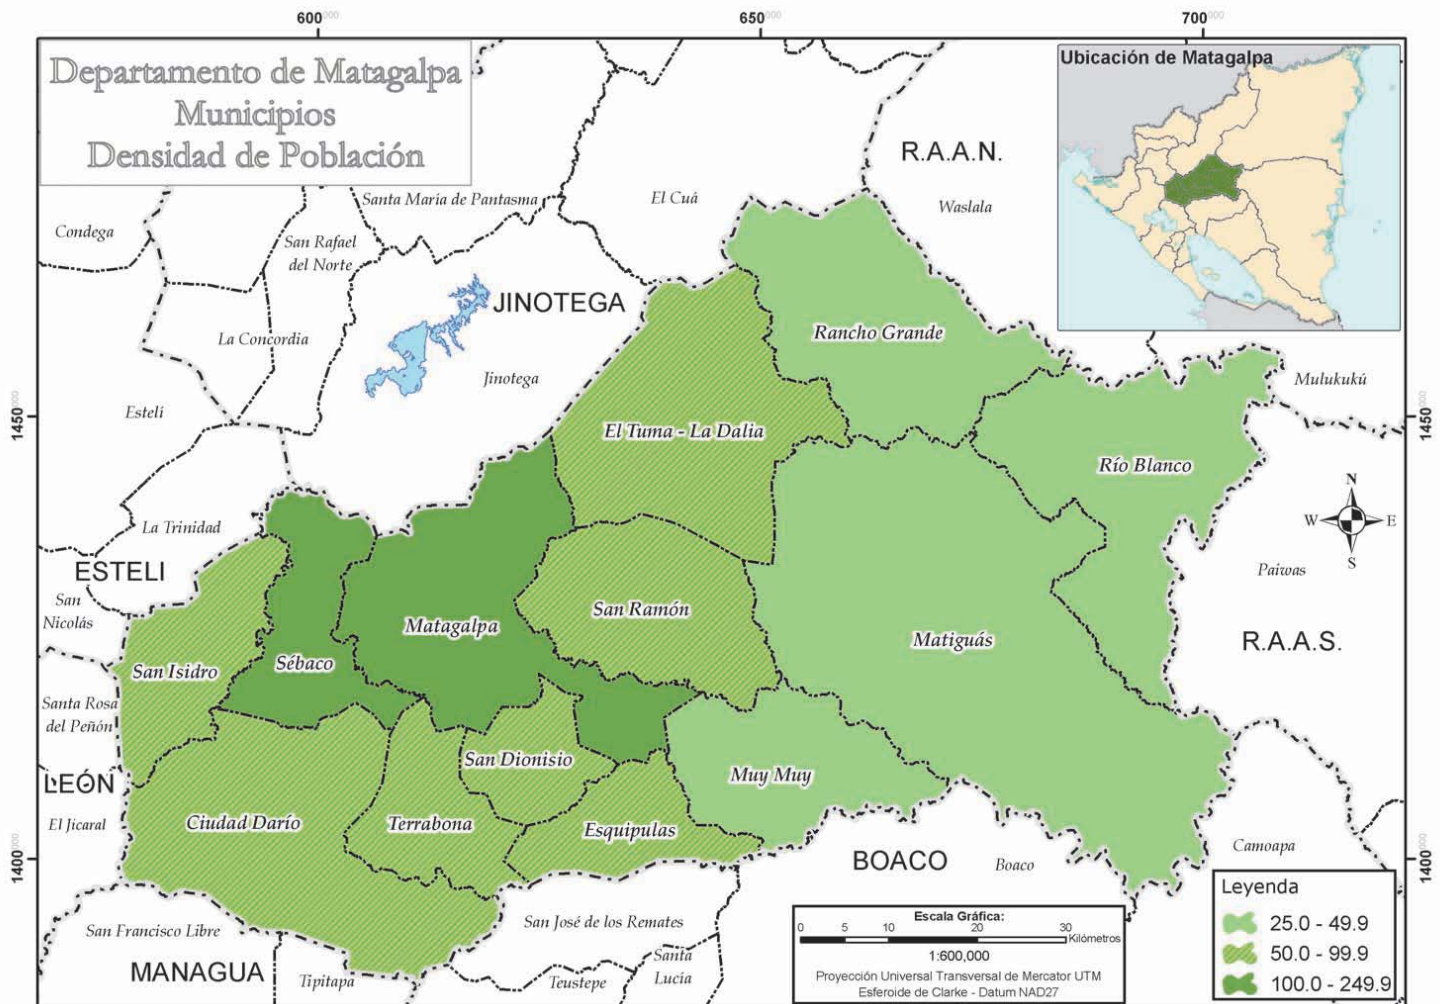 600000
650000
700000
Departamento de Matagalpa
Municipios
Densidad de Población
Ubicación de Matagalpa
R.A.A.N.
Waslala
El Cuá
Santa María de Pantasma
Condega
San Rafael
del Norte
JINOTEGA
La Concordia
Jinotega
Rancho Grande
Mulukukú
Estelí
1450000
1450000
El Tuma - La Dalia
Río Blanco
N
W
E
S
La Trinidad
ESTELI
San
Nicolás
Paiwas
San Ramón
Matagalpa
Matiguás
R.A.A.S.
San Isidro
Sébaco
Santa Rosa
del Peñón
San Dionisio
Muy Muy
LEÓN
El Jicaral
Ciudad Darío
Terrabona
Esquipulas
1400000
1400000
BOACO
Boaco
Camoapa
San Francisco Libre
San José de los Remates
MANAGUA
Tipitapa
Teustepe
Santa
Lucia
Escala Gráfica:
0 5 10 20 30
Kilómetros
1:600,000
Proyección Universal Transversal de Mercator UTM
Esferoide de Clarke - Datum NAD27
Leyenda
25.0 - 49.9
50.0 - 99.9
100.0 - 249.9